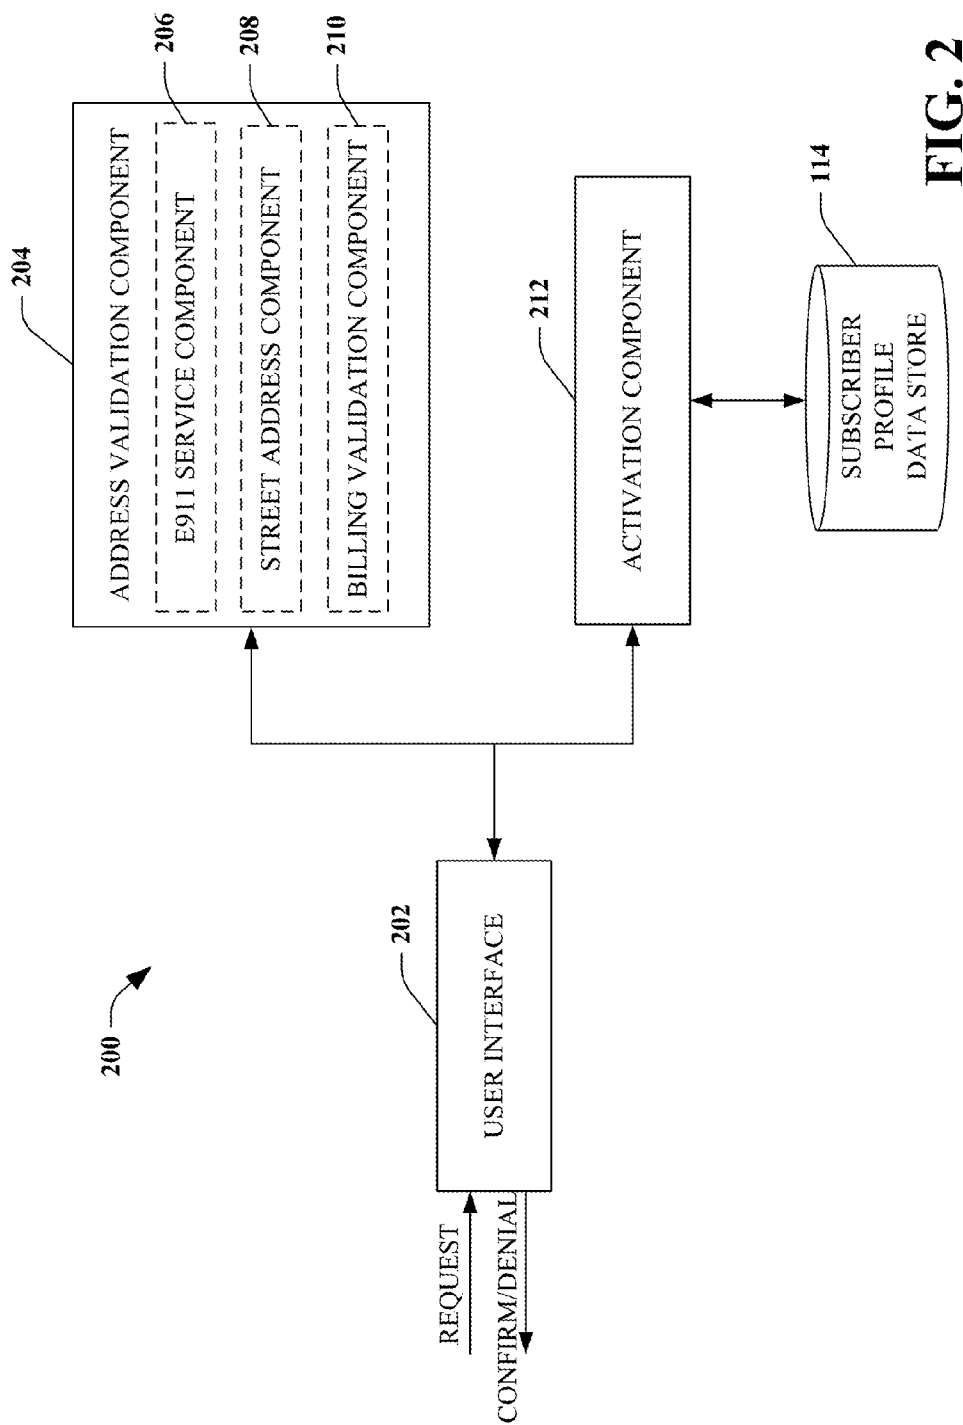 200
REQUEST
CONFIRM/DENIAL
202
USER INTERFACE
204
ADDRESS VALIDATION COMPONENT
206
E911 SERVICE COMPONENT
208
STREET ADDRESS COMPONENT
210
BILLING VALIDATION COMPONENT
212
ACTIVATION COMPONENT
114
SUBSCRIBER
PROFILE
DATA STORE
FIG. 2